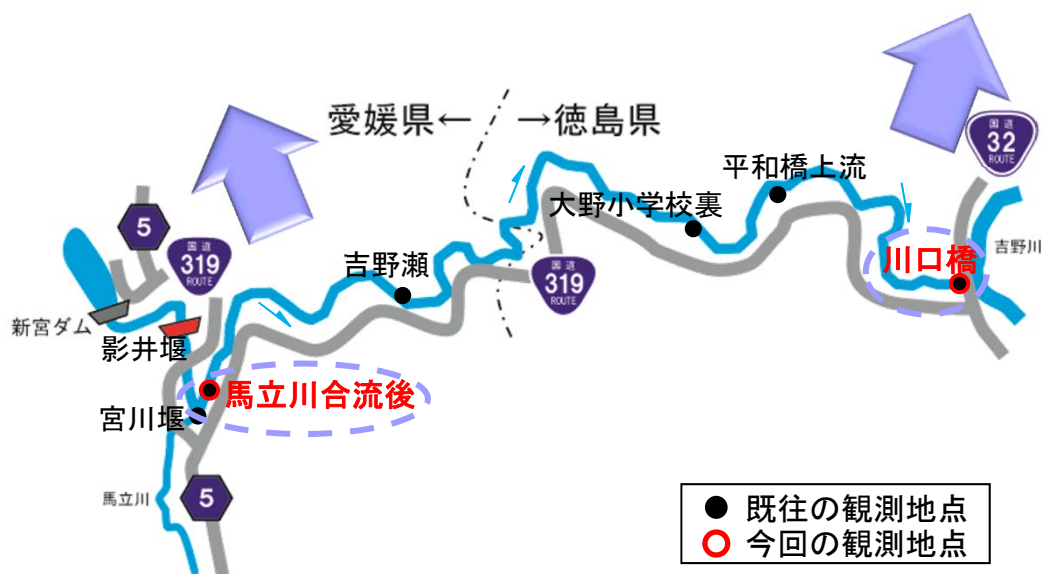 愛媛県←
→徳島県
国道
32
ROUTE
平和橋上流
大野小学校裏
5
国道
319
ROUTE
吉野瀬
川口橋
吉野川
国道
319
ROUTE
新宮ダム
影井堰
馬立川合流後
宮川堰
馬立川
5
既往の観測地点
今回の観測地点